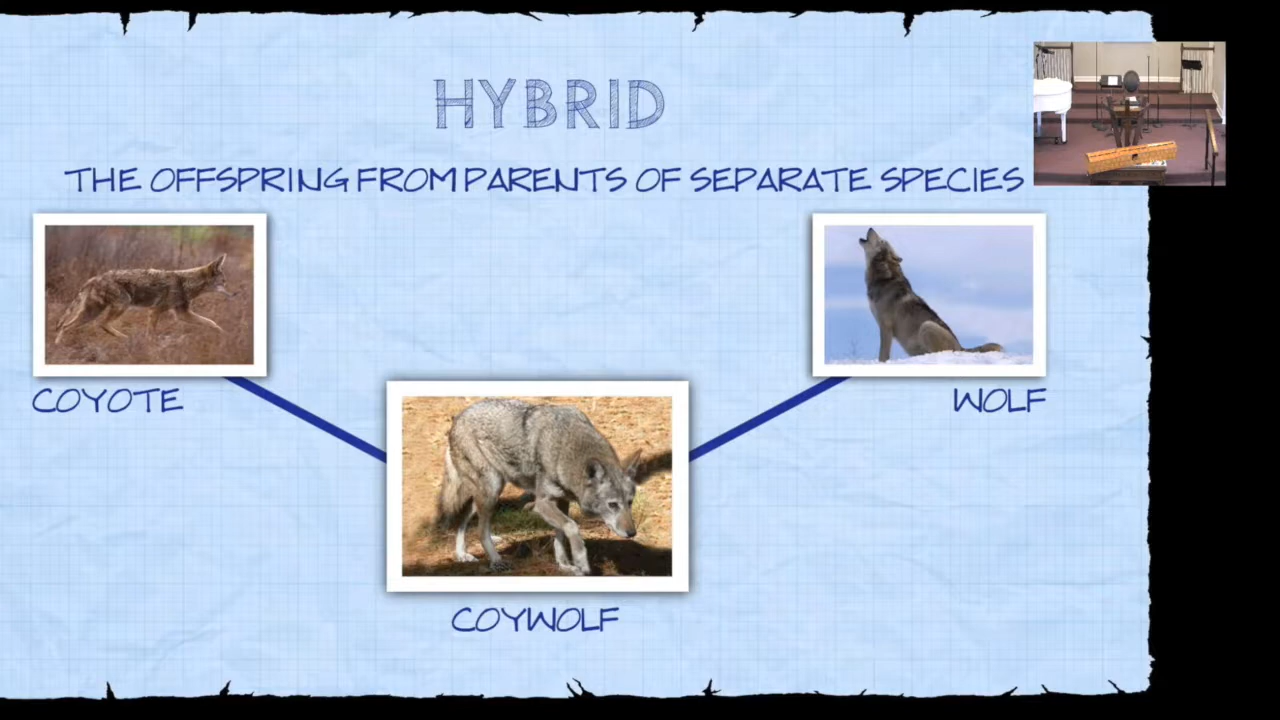 HYBRID
THE OFFSPRING FROM PARENTS OF SEPARATE SPECIES
COYOTE
WOLF
COYWOLF